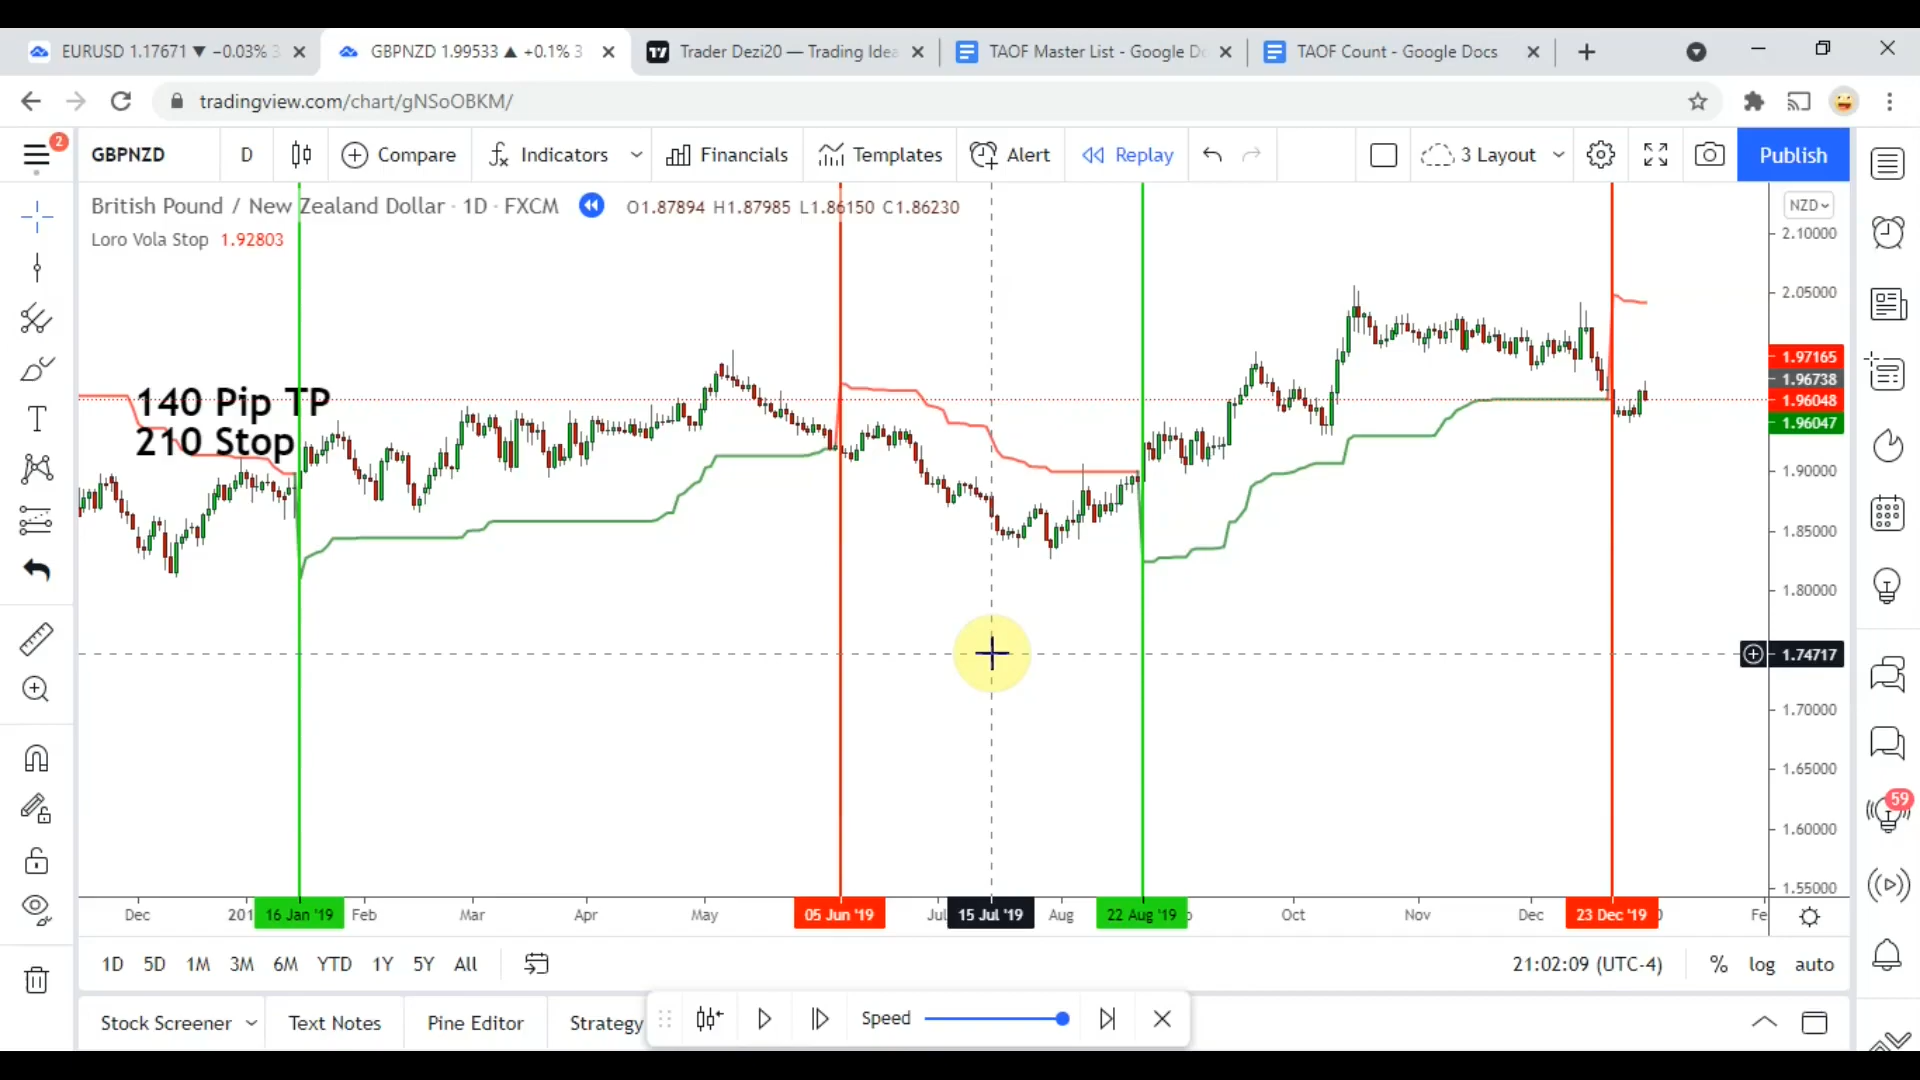 EURUSD 1.17671 ▼ −0.03%
GBPNZD 1.99533 ▲ +0.1% 3
Trader Dezi20 — Trading Idea
TAOF Master List - Google Do
TAOF Count - Google Docs
tradingview.com/chart/gNSoOBKM/
2
GBPNZD
D
Compare
Indicators
Financials
Templates
Alert
Replay
3 Layout
Publish
British Pound / New Zealand Dollar · 1D · FXCM
O1.87894 H1.87985 L1.86150 C1.86230
NZD
Loro Vola Stop 1.92803
2.10000
2.05000
1.97165
1.96738
1.96048
1.96047
140 Pip TP
210 Stop
1.90000
1.85000
1.80000
1.74717
1.70000
1.65000
1.60000
1.55000
59
Dec
201
16 Jan '19
Feb
Mar
Apr
May
05 Jun '19
Jul
15 Jul '19
Aug
22 Aug '19
Oct
Nov
Dec
23 Dec '19
Fe
1D 5D 1M 3M 6M YTD 1Y 5Y All
21:02:09 (UTC-4)
% log auto
Stock Screener
Text Notes
Pine Editor
Strategy
Speed